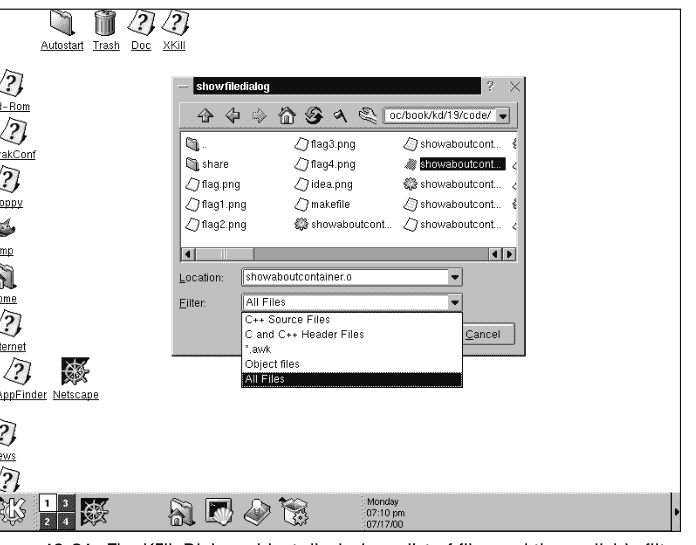 Autostart Trash Doc XKill
d-Rom
akConf
oppy
mp
ome
ternet
AppFinder Netscape
ews
showfiledialog ? ×
oc/book/kd/19/code/
..
share
flag.png
flag1.png
flag2.png
flag3.png
flag4.png
idea.png
makefile
showaboutcont...
showaboutcont...
showaboutcont...
showaboutcont...
showaboutcont...
showaboutcont...
Location: showaboutcontainer.o
Filter: All Files
C++ Source Files
C and C++ Header Files
*.awk
Object files
All Files
Cancel
1 3
2 4
K
Monday
07:10 pm
07/17/00